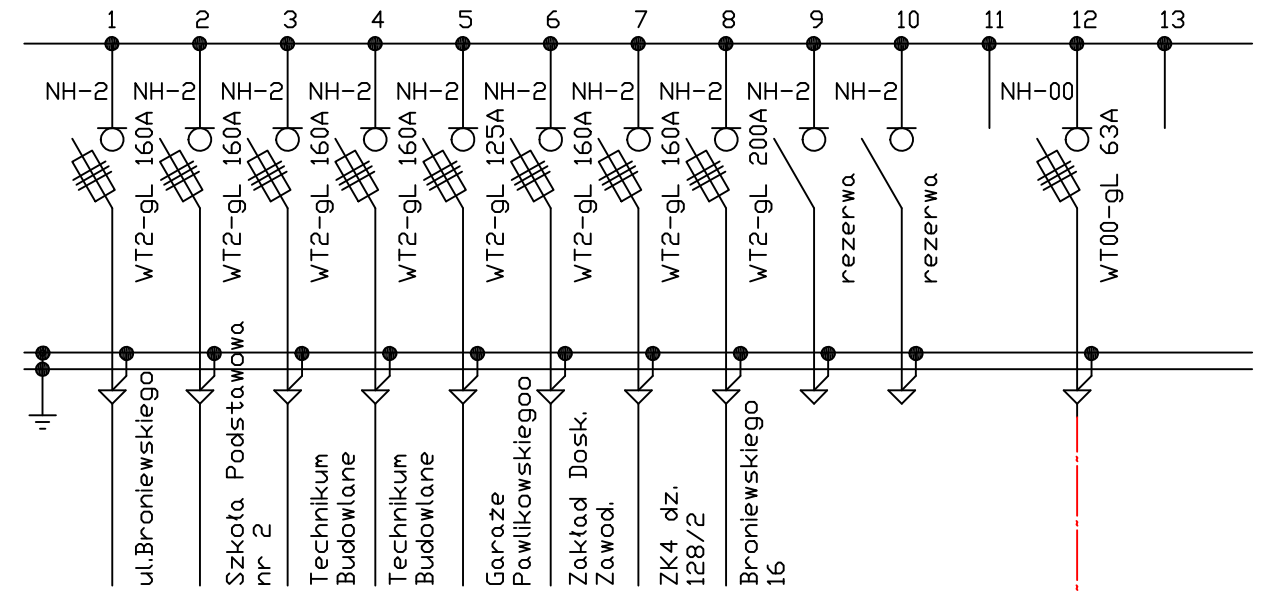 1 2 3 4 5 6 7 8 9 10 11 12 13
NH-2 NH-2 NH-2 NH-2 NH-2 NH-2 NH-2 NH-2 NH-2 NH-2 NH-00
WT2-gL 160A
WT2-gL 160A
WT2-gL 160A
WT2-gL 160A
WT2-gL 125A
WT2-gL 160A
WT2-gL 160A
WT2-gL 200A
rezerwa
rezerwa
WT00-gL 63A
ul.Broniewskiego
Szkoła Podstawowa
nr 2
Technikum
Budowlane
Technikum
Budowlane
Garaże
Pawlikowskiegoo
Zakład Dosk.
Zawod.
ZK4 dz.
128/2
Broniewskiego
16